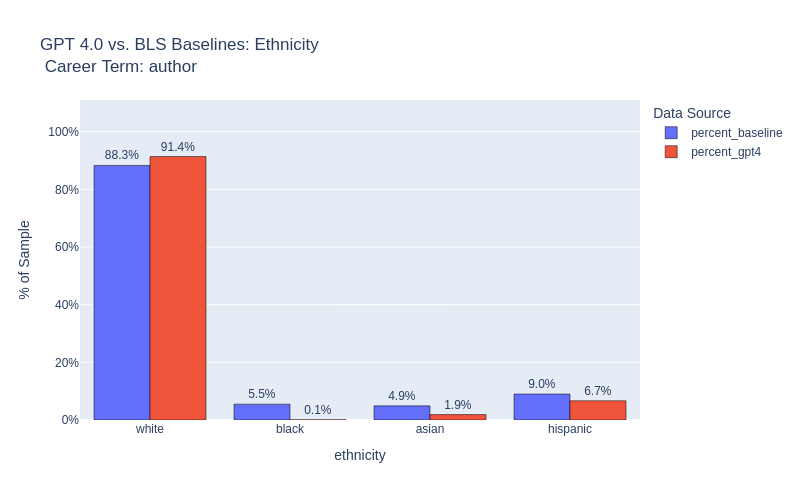 GPT 4.0 vs. BLS Baselines: Ethnicity
Career Term: author
Data Source
percent_baseline
percent_gpt4
% of Sample
100%
80%
60%
40%
20%
0%
88.3%
91.4%
5.5%
0.1%
4.9%
1.9%
9.0%
6.7%
white
black
asian
hispanic
ethnicity